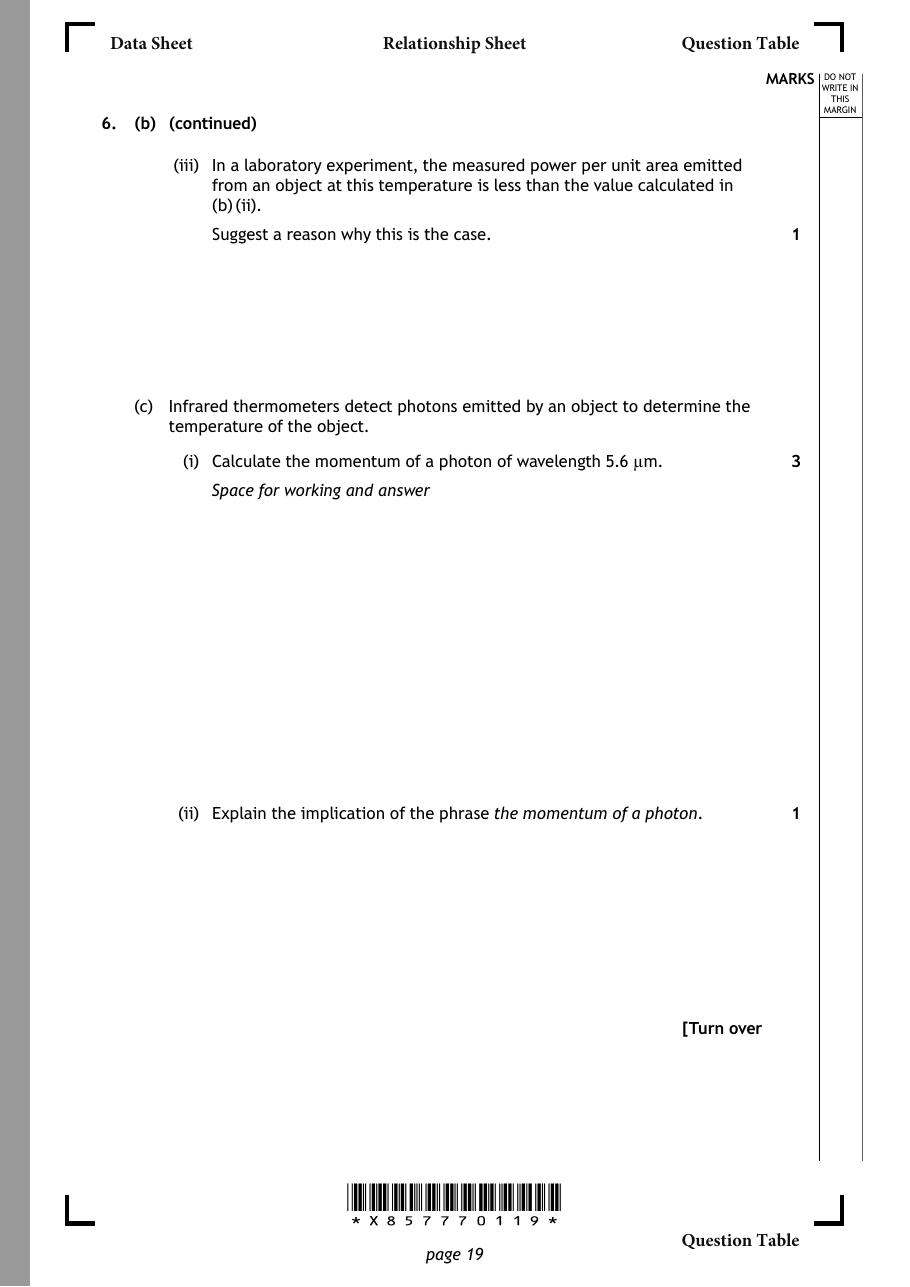 Data Sheet Relationship Sheet Question Table
MARKS
DO NOT
WRITE IN
THIS
MARGIN
6. (b) (continued)
(iii) In a laboratory experiment, the measured power per unit area emitted
from an object at this temperature is less than the value calculated in
(b) (ii).
Suggest a reason why this is the case. 1
(c) Infrared thermometers detect photons emitted by an object to determine the
temperature of the object.
(i) Calculate the momentum of a photon of wavelength 5.6 μm. 3
Space for working and answer
(ii) Explain the implication of the phrase the momentum of a photon. 1
[Turn over
* X 8 5 7 7 7 0 1 1 9 *
page 19
Question Table